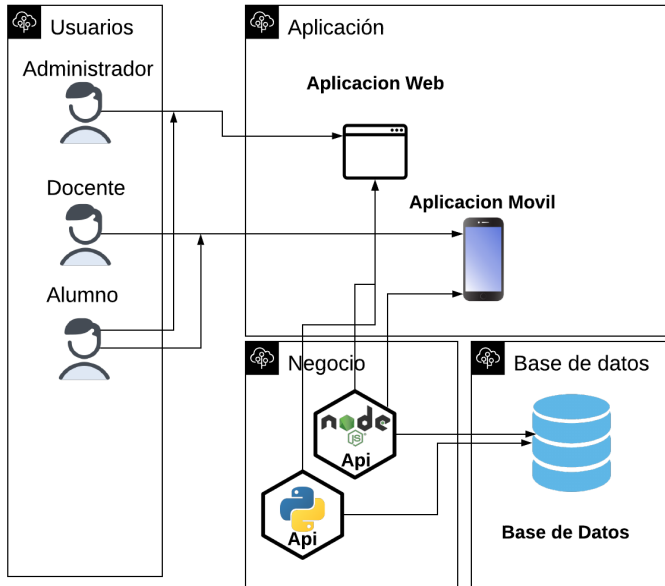 Usuarios
Administrador
Docente
Alumno
Aplicación
Aplicacion Web
Aplicacion Movil
Negocio
node
JS
Api
Api
Base de datos
Base de Datos